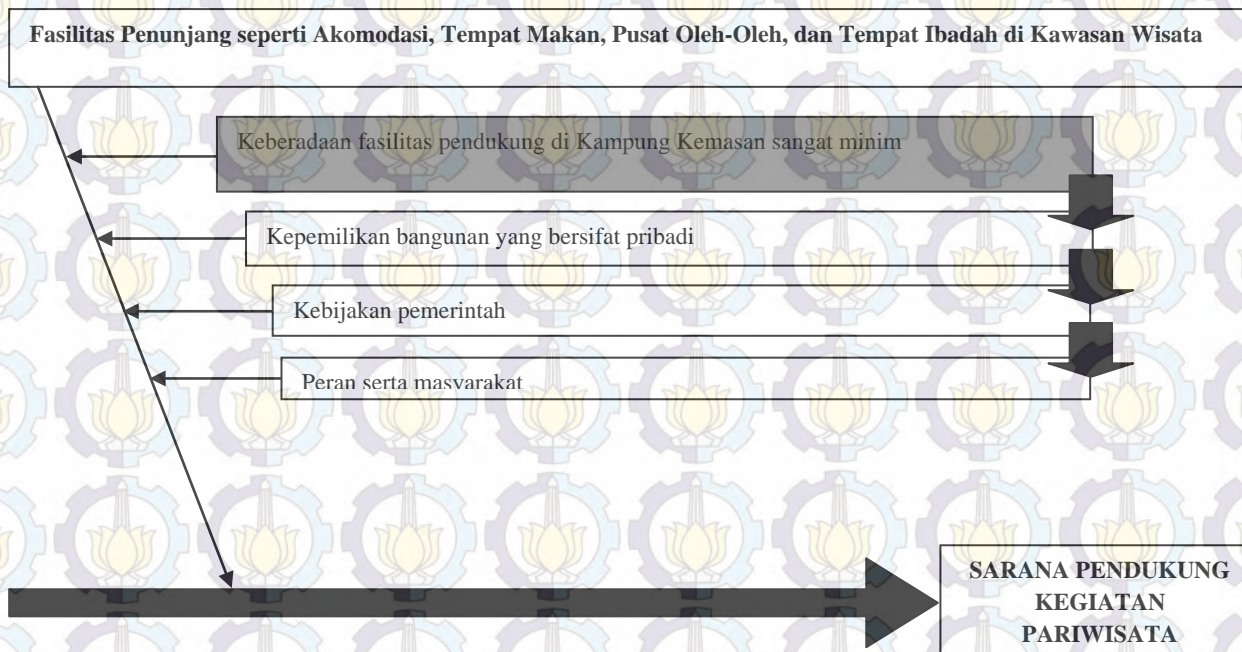 Fasilitas Penunjang seperti Akomodasi, Tempat Makan, Pusat Oleh-Oleh, dan Tempat Ibadah di Kawasan Wisata
Keberadaan fasilitas pendukung di Kampung Kemasan sangat minim
Kepemilikan bangunan yang bersifat pribadi
Kebijakan pemerintah
Peran serta masyarakat
SARANA PENDUKUNG
KEGIATAN
PARIWISATA